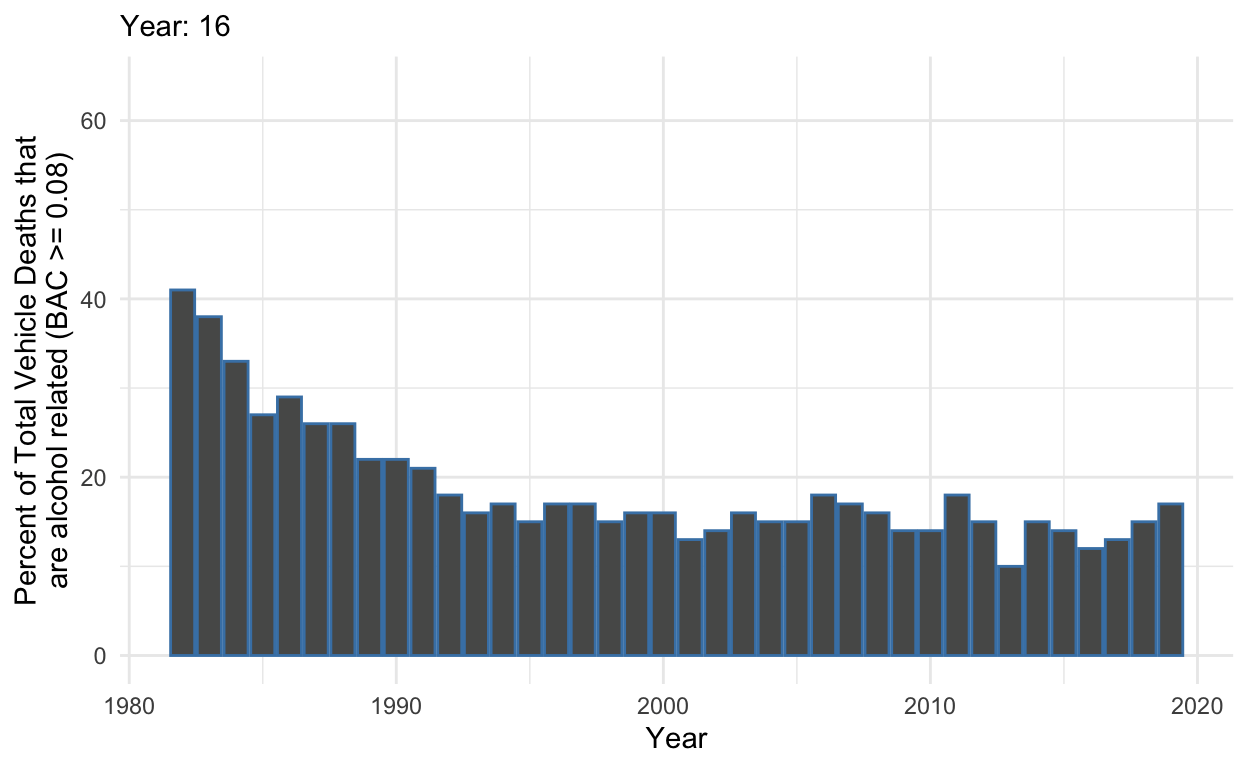 Year: 16
Percent of Total Vehicle Deaths that
are alcohol related (BAC >= 0.08)
60
40
20
0
1980
1990
2000
2010
2020
Year